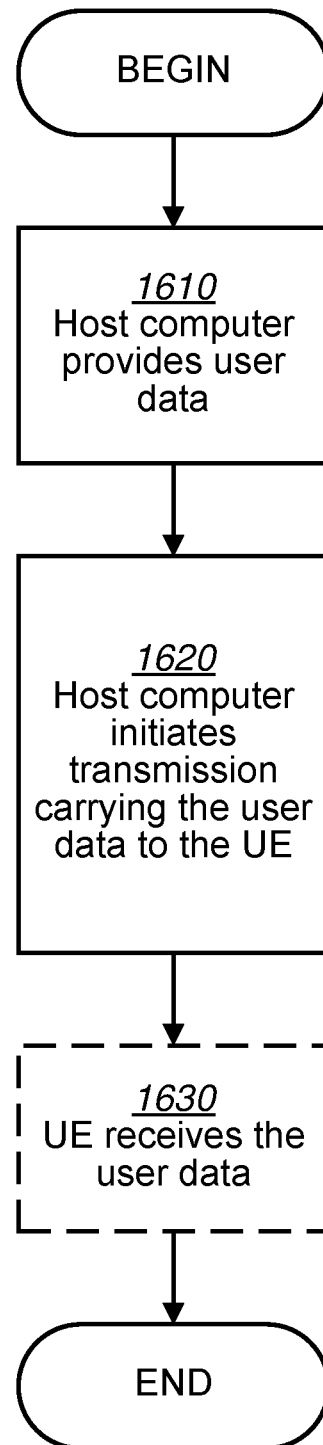 BEGIN
1610
Host computer
provides user
data
1620
Host computer
initiates
transmission
carrying the user
data to the UE
1630
UE receives the
user data
END